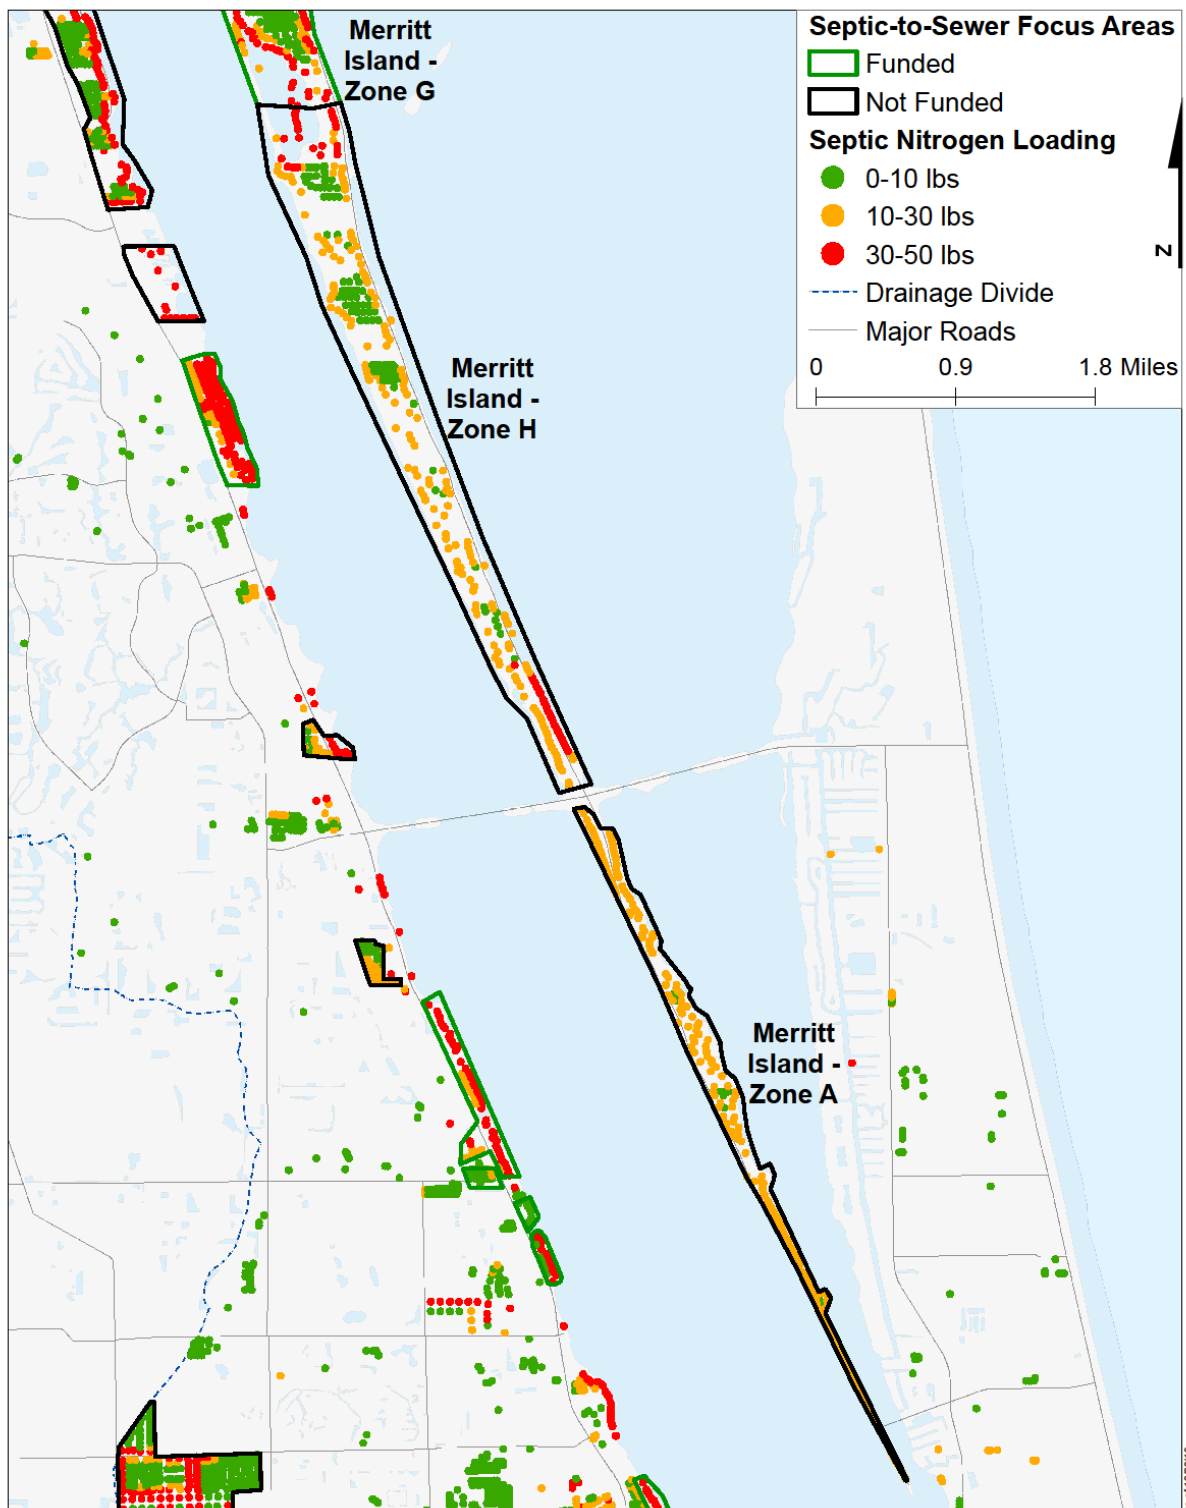 Merritt
Island -
Zone G
Septic-to-Sewer Focus Areas
Funded
Not Funded
Septic Nitrogen Loading
0-10 lbs
10-30 lbs
30-50 lbs
Drainage Divide
Major Roads
0 0.9 1.8 Miles
N
Merritt
Island -
Zone H
Merritt
Island -
Zone A